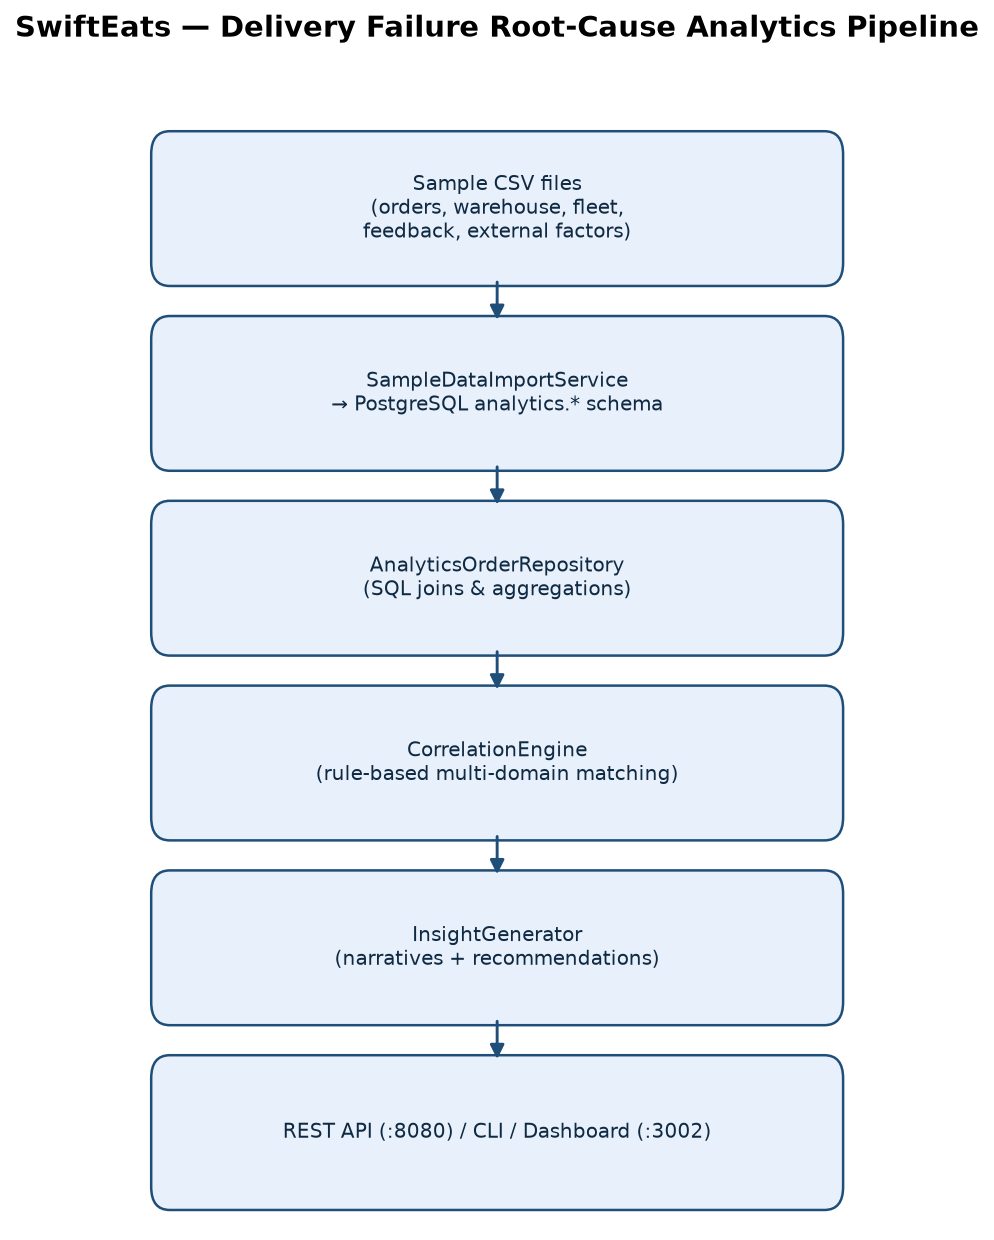 SwiftEats — Delivery Failure Root-Cause Analytics Pipeline
Sample CSV files
(orders, warehouse, fleet,
feedback, external factors)
SampleDataImportService
→ PostgreSQL analytics.* schema
AnalyticsOrderRepository
(SQL joins & aggregations)
CorrelationEngine
(rule-based multi-domain matching)
InsightGenerator
(narratives + recommendations)
REST API (:8080) / CLI / Dashboard (:3002)